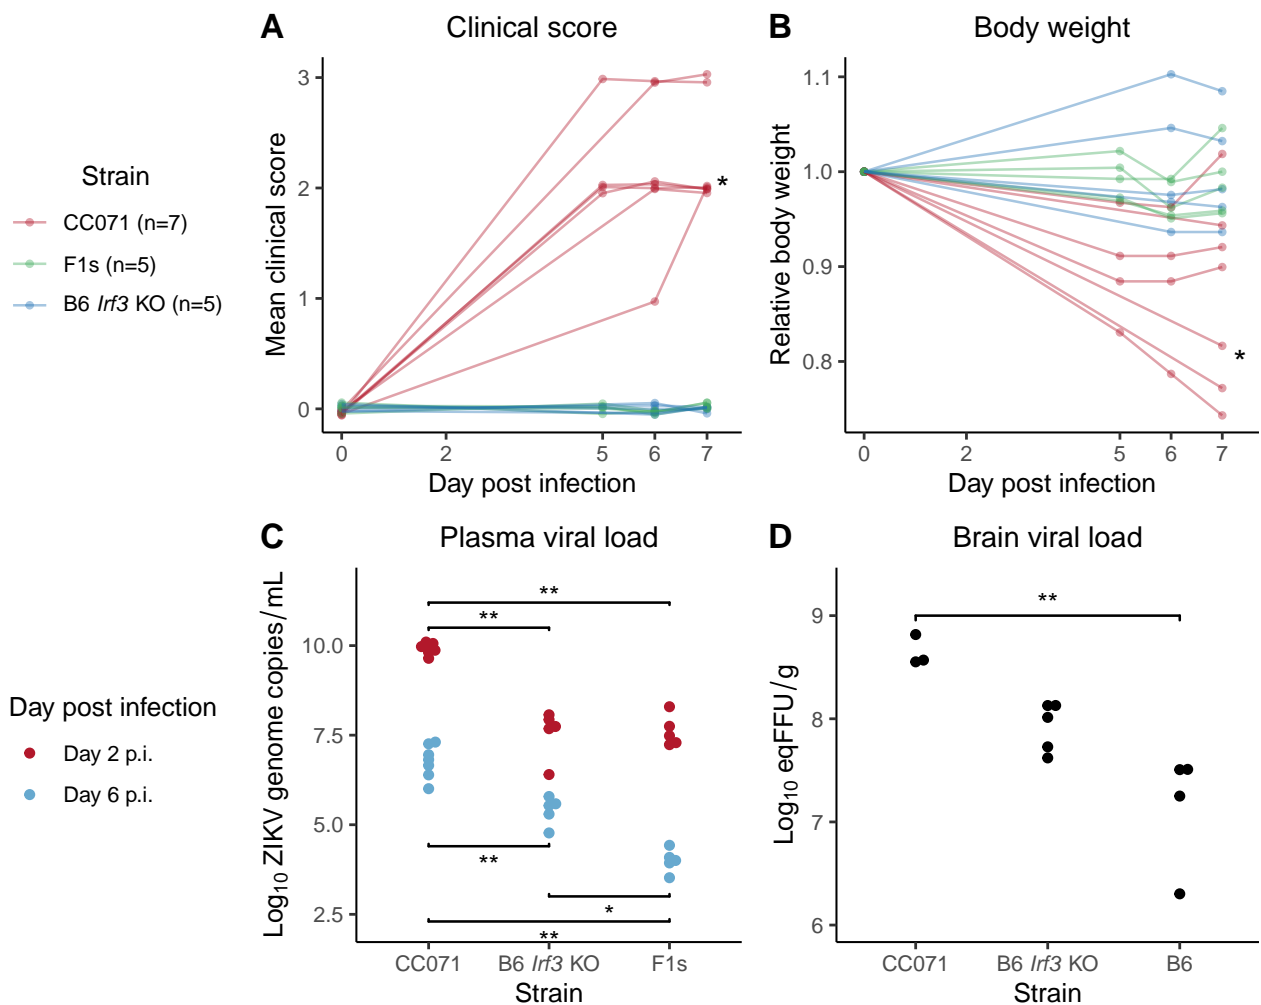 A Clinical score
3
2
1
0
Mean clinical score
*
0 2 5 6 7
Day post infection
B Body weight
1.1
1.0
0.9
0.8
Relative body weight
*
0 2 5 6 7
Day post infection
Strain
CC071 (n=7)
F1s (n=5)
B6 Irf3 KO (n=5)
C Plasma viral load
10.0
7.5
5.0
2.5
Log10 ZIKV genome copies/mL
**
**
**
*
**
CC071 B6 Irf3 KO F1s
Strain
D Brain viral load
9
8
7
6
Log10 eqFFU/g
**
CC071 B6 Irf3 KO B6
Strain
Day post infection
Day 2 p.i.
Day 6 p.i.